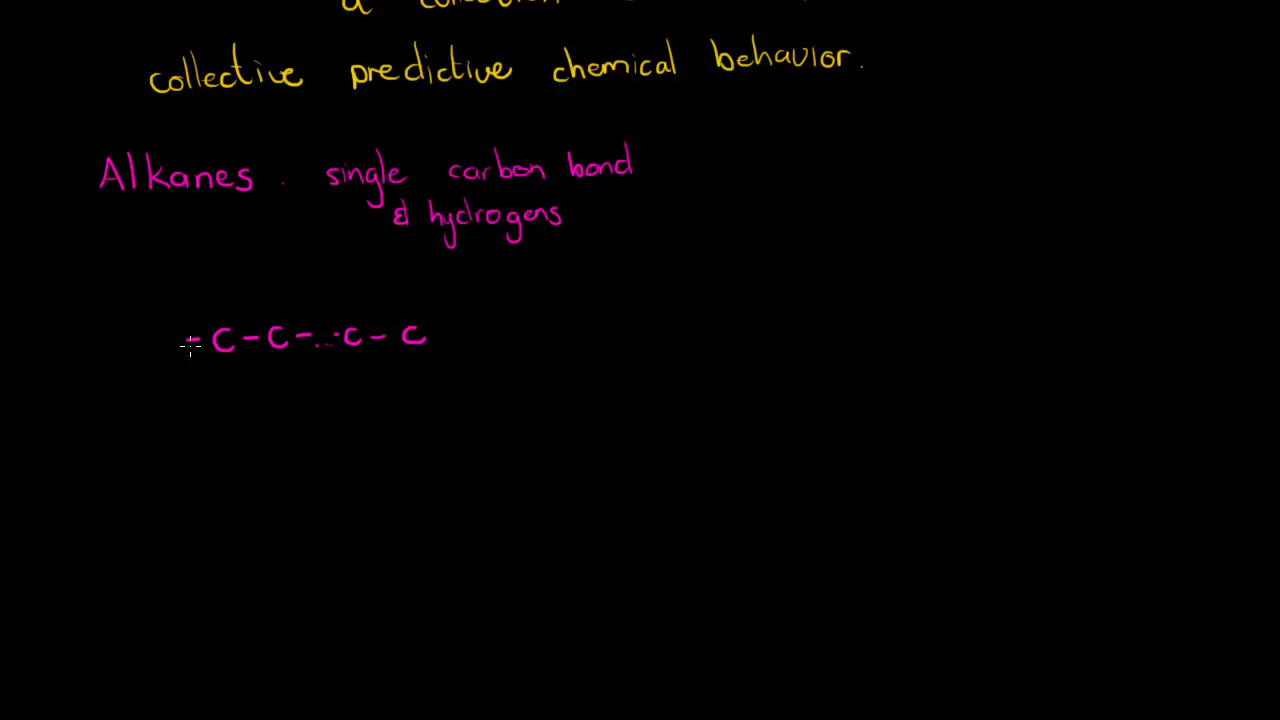 a
collective predictive chemical behavior.
Alkanes. single carbon bond
& hydrogens
- C - C - ... C - C